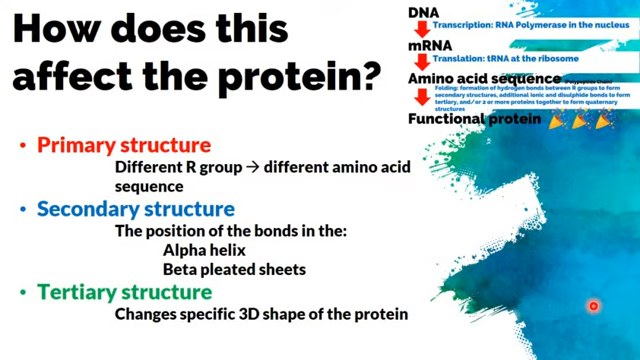 How does this
affect the protein?
• Primary structure
Different R group → different amino acid
sequence
• Secondary structure
The position of the bonds in the:
Alpha helix
Beta pleated sheets
• Tertiary structure
Changes specific 3D shape of the protein
DNA
Transcription: RNA Polymerase in the nucleus
mRNA
Translation: tRNA at the ribosome
Amino acid sequence (Polypeptide Chain)
Folding: formation of hydrogen bonds between R groups to form
secondary structures, additional ionic and disulphide bonds to form
tertiary, and/or 2 or more proteins together to form quaternary
structures
Functional protein 🎉🎉🎉